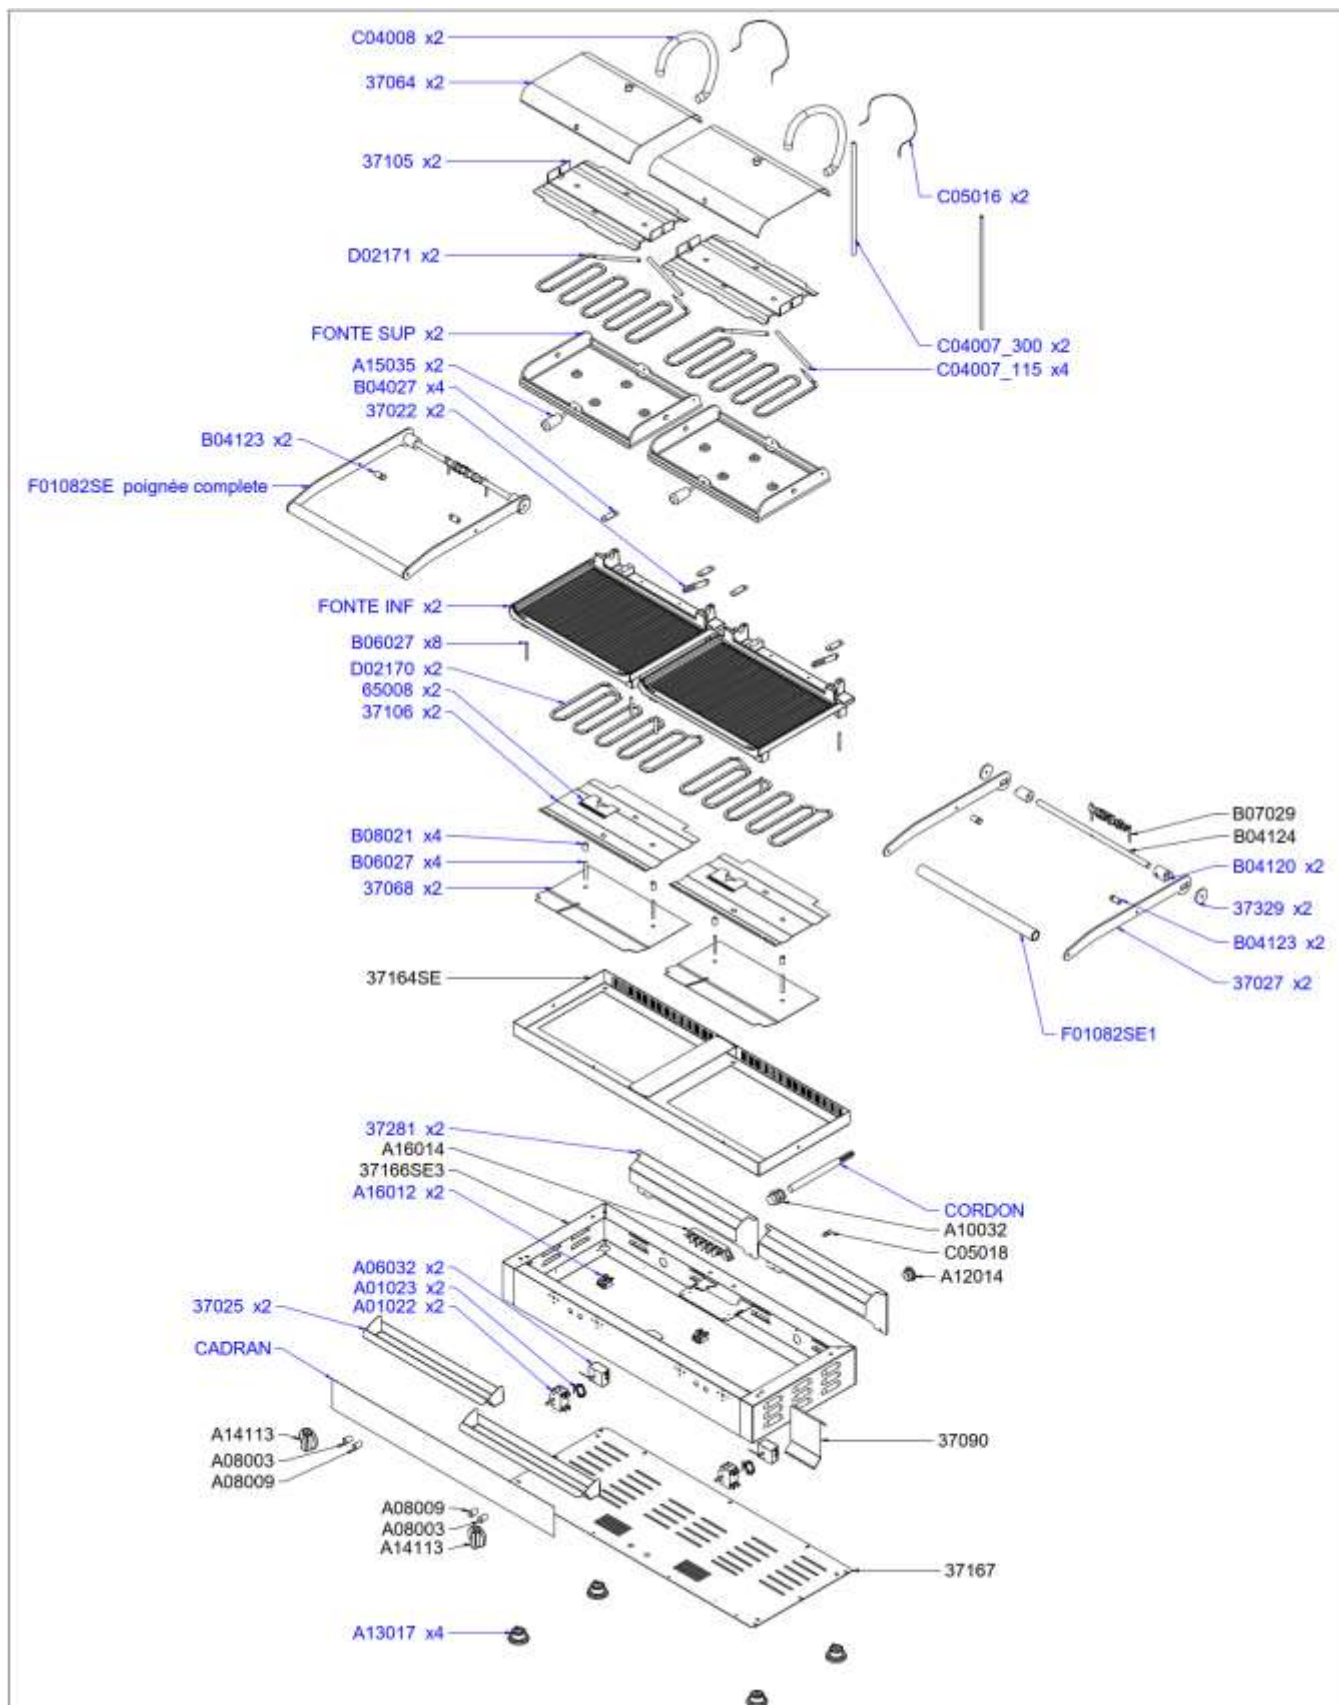 C04008 x2
37064 x2
37105 x2
C05016 x2
D02171 x2
FONTE SUP x2
C04007_300 x2
A15035 x2
C04007_115 x4
B04027 x4
37022 x2
B04123 x2
F01082SE poignée complete
FONTE INF x2
B06027 x8
D02170 x2
65008 x2
37106 x2
B07029
B08021 x4
B04124
B06027 x4
B04120 x2
37068 x2
37329 x2
B04123 x2
37164SE
37027 x2
F01082SE1
37281 x2
A16014
37166SE3
A16012 x2
CORDON
A10032
C05018
A06032 x2
A12014
A01023 x2
37025 x2
A01022 x2
CADRAN
A14113
37090
A08003
A08009
A08009
A08003
A14113
37167
A13017 x4